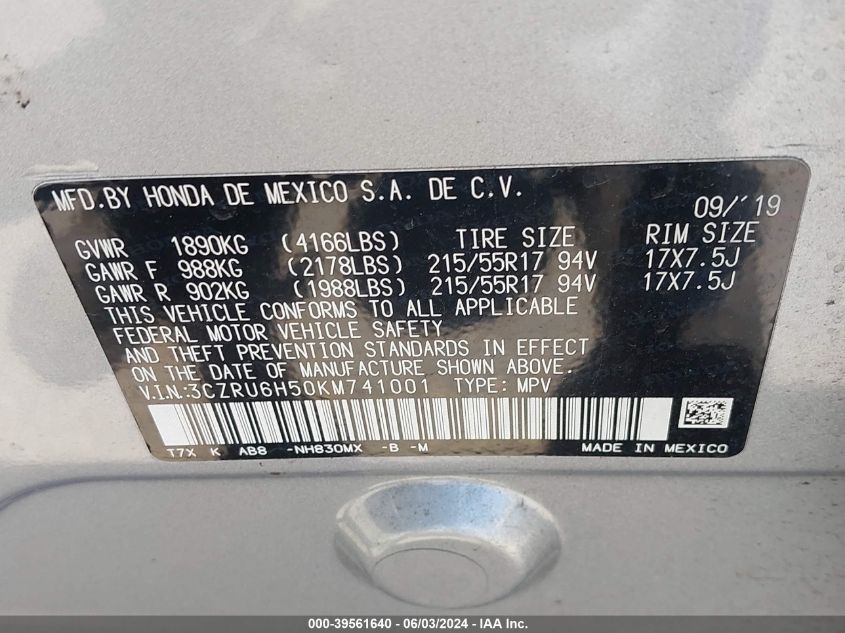 MFD.BY HONDA DE MEXICO S.A. DE C.V.
09/'19
GVWR 1890KG (4166LBS) TIRE SIZE RIM SIZE
GAWR F 988KG (2178LBS) 215/55R17 94V 17X7.5J
GAWR R 902KG (1988LBS) 215/55R17 94V 17X7.5J
THIS VEHICLE CONFORMS TO ALL APPLICABLE
FEDERAL MOTOR VEHICLE SAFETY
AND THEFT PREVENTION STANDARDS IN EFFECT
ON THE DATE OF MANUFACTURE SHOWN ABOVE.
V.I.N.:3CZRU6H50KM741001 TYPE: MPV
T7X K AB8 -NH830MX -B -M MADE IN MEXICO
000-39561640 - 06/03/2024 - IAA Inc.